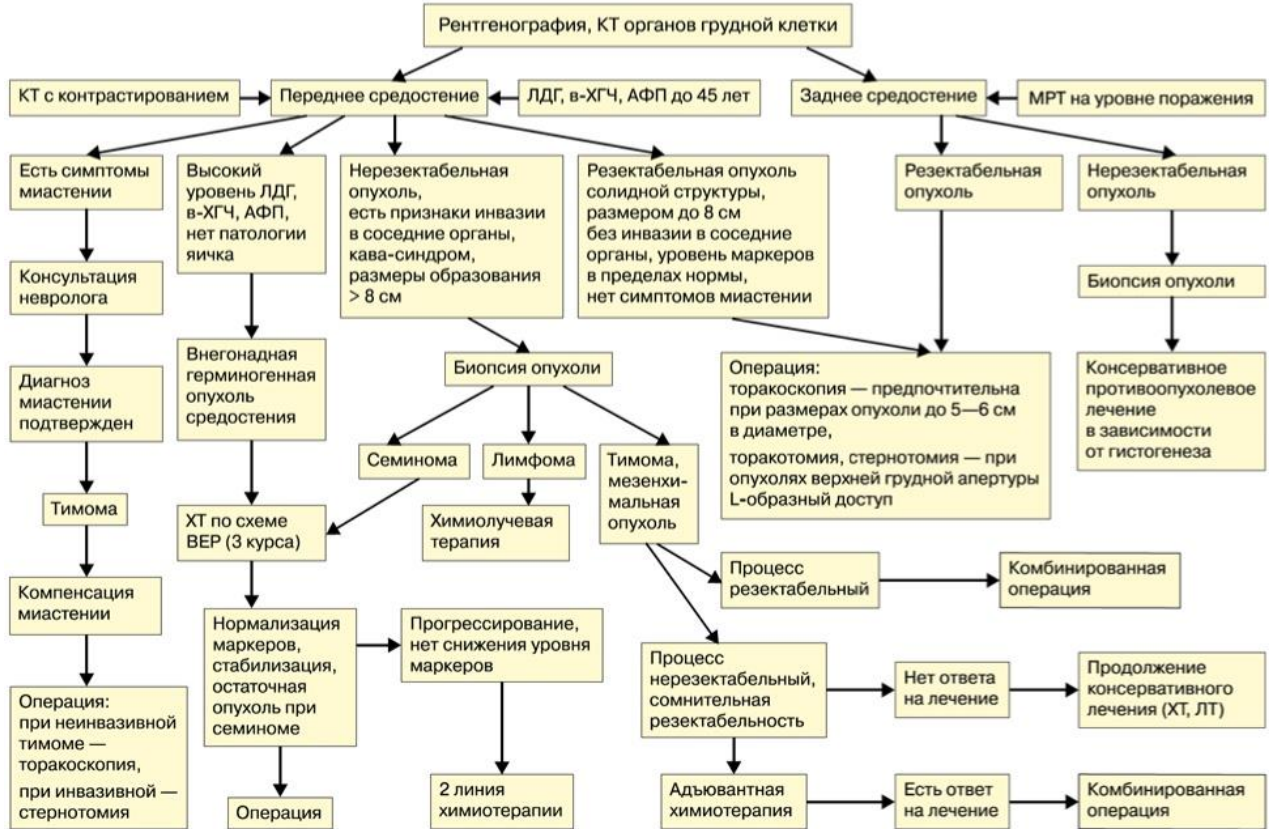 Рентгенография, КТ органов грудной клетки
КТ с контрастированием
Переднее средостение
ЛДГ, в-ХГЧ, АФП до 45 лет
Заднее средостение
МРТ на уровне поражения
Есть симптомы
миастении
Высокий
уровень ЛДГ,
в-ХГЧ, АФП,
нет патологии
яичка
Нерезектабельная
опухоль,
есть признаки инвазии
в соседние органы,
кава-синдром,
размеры образования
> 8 см
Резектабельная опухоль
солидной структуры,
размером до 8 см
без инвазии в соседние
органы, уровень маркеров
в пределах нормы,
нет симптомов миастении
Резектабельная
опухоль
Нерезектабельная
опухоль
Консультация
невролога
Биопсия опухоли
Внегонадная
герминогенная
опухоль
средостения
Биопсия опухоли
Операция:
торакоскопия — предпочтительна
при размерах опухоли до 5—6 см
в диаметре,
торакотомия, стернотомия — при
опухолях верхней грудной апертуры
L-образный доступ
Консервативное
противоопухолевое
лечение
в зависимости
от гистогенеза
Диагноз
миастении
подтвержден
Семинома
Лимфома
Тимома,
мезенхи-
мальная
опухоль
Тимома
ХТ по схеме
ВЕР (3 курса)
Химиолучевая
терапия
Процесс
резектабельный
Комбинированная
операция
Компенсация
миастении
Нормализация
маркеров,
стабилизация,
остаточная
опухоль при
семиноме
Прогрессирование,
нет снижения уровня
маркеров
Процесс
нерезектабельный,
сомнительная
резектабельность
Нет ответа
на лечение
Продолжение
консервативного
лечения (ХТ, ЛТ)
Операция:
при неинвазивной
тимоме —
торакоскопия,
при инвазивной —
стернотомия
Операция
2 линия
химиотерапии
Адъювантная
химиотерапия
Есть ответ
на лечение
Комбинированная
операция